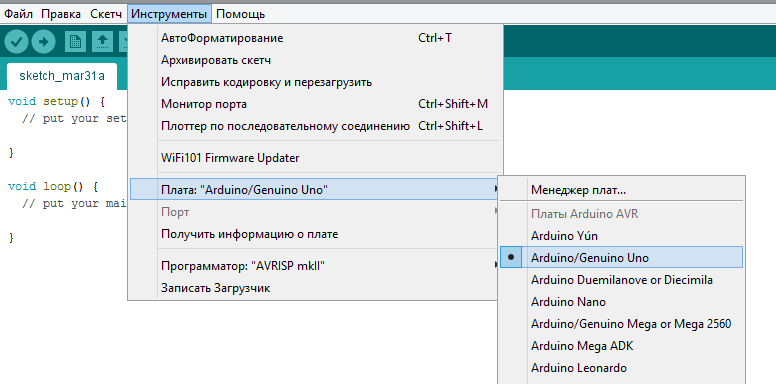 Файл Правка Скетч Инструменты Помощь
АвтоФорматирование Ctrl+T
Архивировать скетч
sketch_mar31a
Исправить кодировку и перезагрузить
void setup() {
Монитор порта Ctrl+Shift+M
// put your set
Плоттер по последовательному соединению Ctrl+Shift+L
}
WiFi101 Firmware Updater
void loop() {
Плата: "Arduino/Genuino Uno"
Менеджер плат...
// put your mai
Порт
Платы Arduino AVR
}
Получить информацию о плате
Arduino Yún
Arduino/Genuino Uno
Программатор: "AVRISP mkII"
Arduino Duemilanove or Diecimila
Записать Загрузчик
Arduino Nano
Arduino/Genuino Mega or Mega 2560
Arduino Mega ADK
Arduino Leonardo